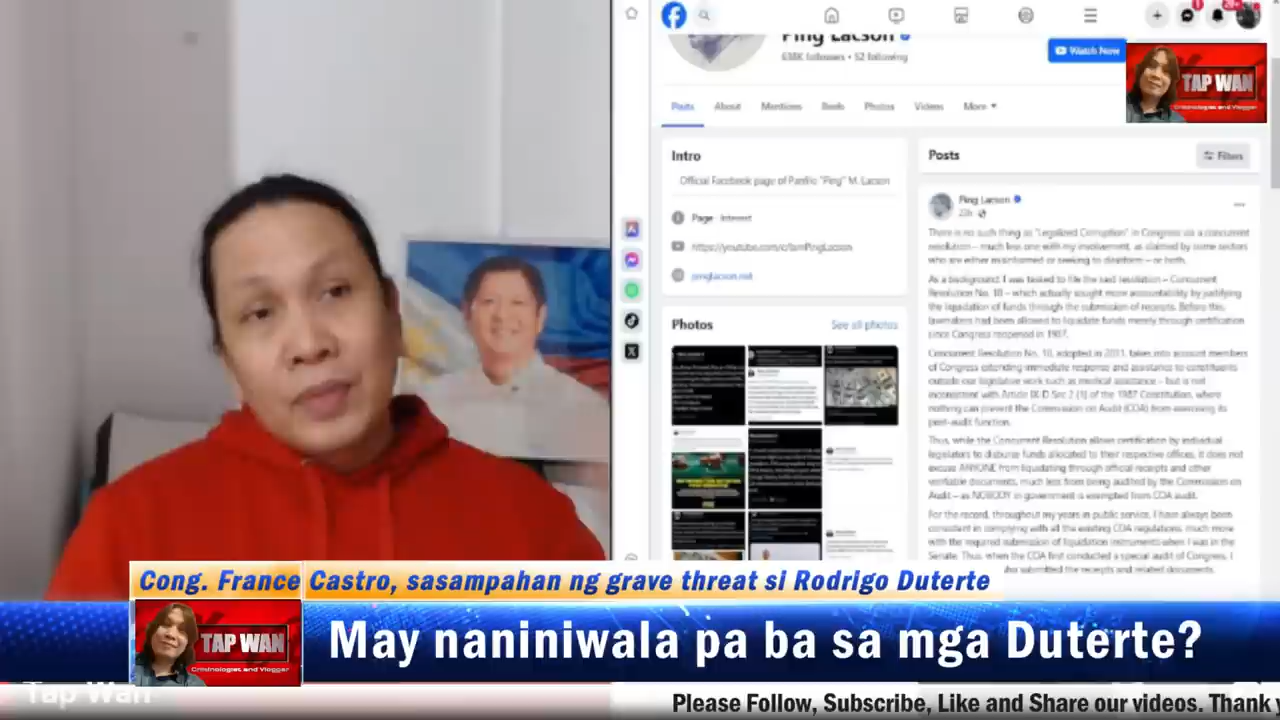 Ping Lacson
638K followers • 52 following
Watch Now
TAP WAN
Criminologist and Vlogger
Posts
About
Mentions
Reels
Photos
Videos
More
Intro
Official Facebook page of Panfilo "Ping" M. Lacson
Page · Interest
https://youtube.com/c/IamPingLacson
pinglacson.net
Photos
See all photos
Posts
Filters
Ping Lacson
22h
There is no such thing as "Legalized Corruption" in Congress via a concurrent
resolution – much less one with my involvement, as claimed by some sectors
who are either misinformed or seeking to disinform – or both.
As a background: I was tasked to file the said resolution – Concurrent
Resolution No. 10 – which actually sought more accountability by justifying
the liquidation of funds through the submission of receipts. Before this,
lawmakers had been allowed to liquidate funds merely through certification
since Congress reopened in 1987.
Concurrent Resolution No. 10, adopted in 2011, takes into account members
of Congress extending immediate response and assistance to constituents
outside our legislative work such as medical assistance – but is not
inconsistent with Article IX-D Sec 2 (1) of the 1987 Constitution, where
nothing can prevent the Commission on Audit (COA) from exercising its
post-audit function.
Thus, while the Concurrent Resolution allows certification by individual
legislators to disburse funds allocated to their respective offices, it does not
excuse ANYONE from liquidating through official receipts and other
verifiable documents, much less from being audited by the Commission on
Audit – as NOBODY in government is exempted from COA audit.
For the record, throughout my years in public service, I have always been
consistent in complying with all the existing COA regulations, much more
with the required submission of liquidation instruments when I was in the
Senate. Thus, when the COA first conducted a special audit of Congress, I
also submitted the receipts and related documents.
Cong. France Castro, sasampahan ng grave threat si Rodrigo Duterte
TAP WAN
Criminologist and Vlogger
May naniniwala pa ba sa mga Duterte?
Tap Wan
Please Follow, Subscribe, Like and Share our videos. Thank